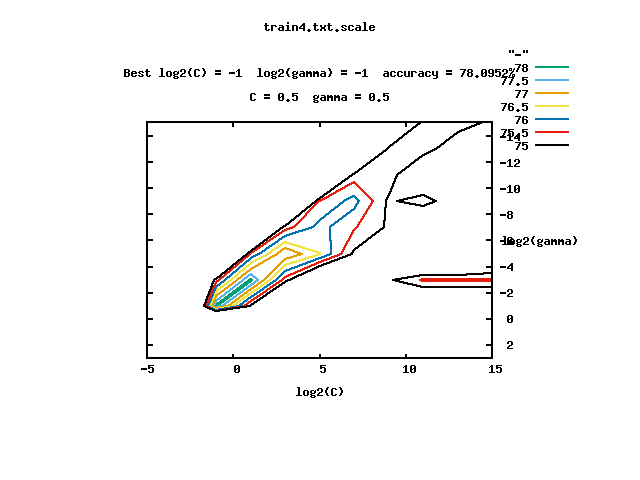 train4.txt.scale
"-"
Best log2(C) = -1  log2(gamma) = -1  accuracy = 78.0952%
C = 0.5  gamma = 0.5
78
77.5
77
76.5
76
75.5
75
-14
-12
-10
-8
-6
log2(gamma)
-4
-2
0
2
-5 0 5 10 15
log2(C)